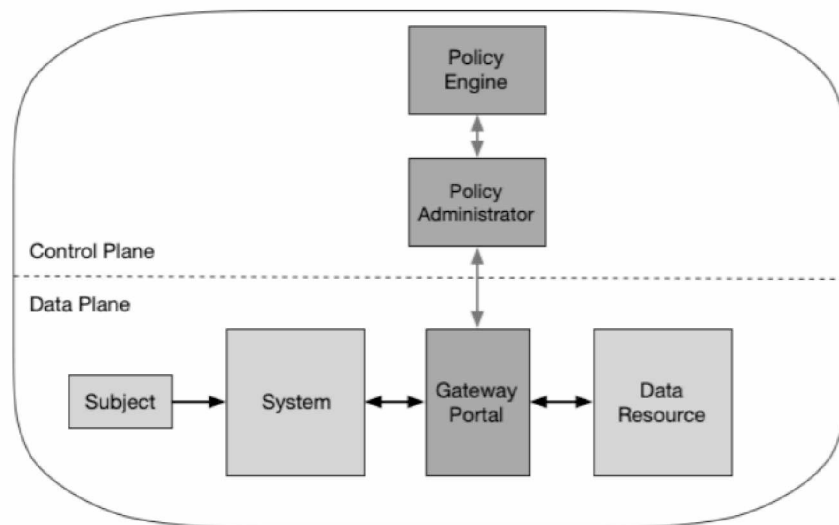 Policy
Engine
Policy
Administrator
Control Plane
Data Plane
Subject
System
Gateway
Portal
Data
Resource